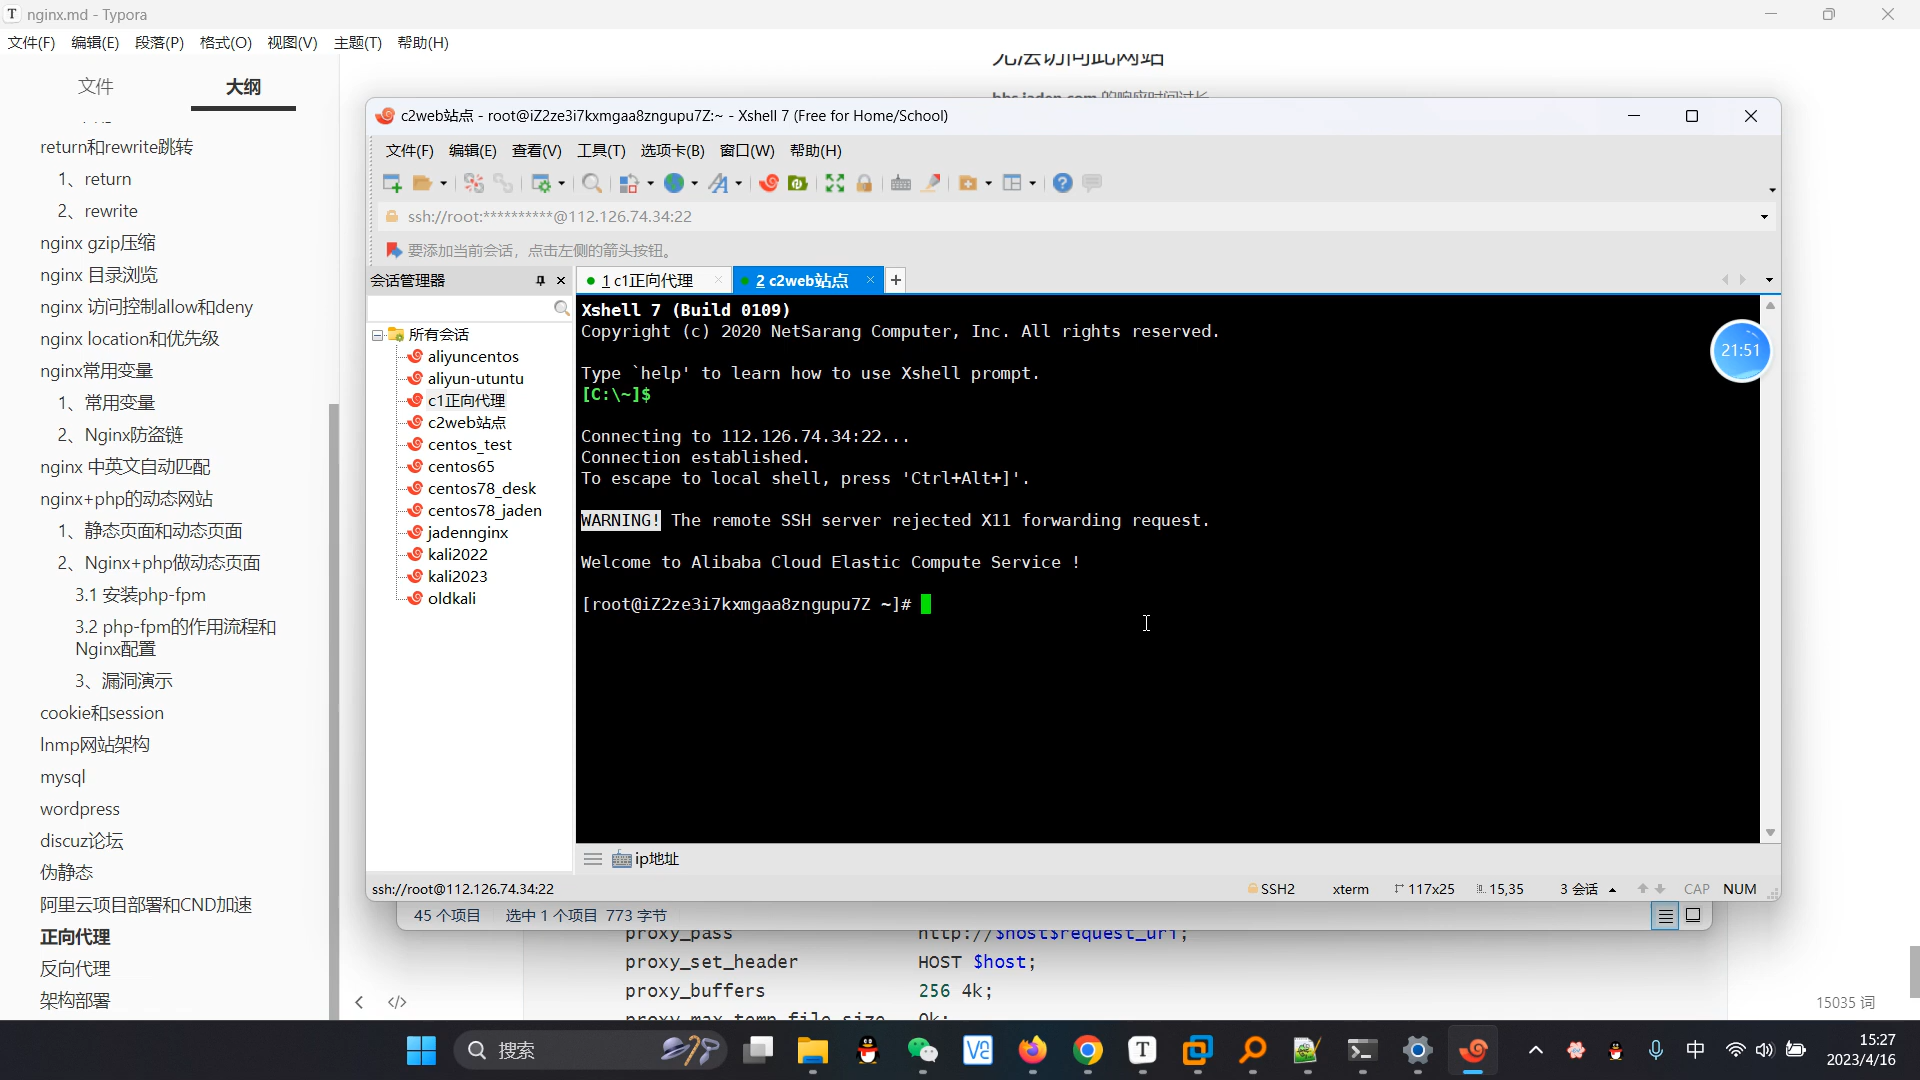 nginx.md - Typora
文件(F) 编辑(E) 段落(P) 格式(O) 视图(V) 主题(T) 帮助(H)
文件 大纲
return和rewrite跳转
1、return
2、rewrite
nginx gzip压缩
nginx 目录浏览
nginx 访问控制allow和deny
nginx location和优先级
nginx常用变量
1、常用变量
2、Nginx防盗链
nginx 中英文自动匹配
nginx+php的动态网站
1、静态页面和动态页面
2、Nginx+php做动态页面
3.1 安装php-fpm
3.2 php-fpm的作用流程和
Nginx配置
3、漏洞演示
cookie和session
lnmp网站架构
mysql
wordpress
discuz论坛
伪静态
阿里云项目部署和CND加速
正向代理
反向代理
架构部署
无法访问此网站
c2web站点 - root@iZ2ze3i7kxmgaa8zngupu7Z:~ - Xshell 7 (Free for Home/School)
文件(F) 编辑(E) 查看(V) 工具(T) 选项卡(B) 窗口(W) 帮助(H)
ssh://root:**********@112.126.74.34:22
要添加当前会话，点击左侧的箭头按钮。
会话管理器
1 c1正向代理
2 c2web站点
所有会话
aliyuncentos
aliyun-utuntu
c1正向代理
c2web站点
centos_test
centos65
centos78_desk
centos78_jaden
jadennginx
kali2022
kali2023
oldkali
Xshell 7 (Build 0109)
Copyright (c) 2020 NetSarang Computer, Inc. All rights reserved.
Type `help' to learn how to use Xshell prompt.
[C:\~]$
Connecting to 112.126.74.34:22...
Connection established.
To escape to local shell, press 'Ctrl+Alt+]'.
WARNING! The remote SSH server rejected X11 forwarding request.
Welcome to Alibaba Cloud Elastic Compute Service !
[root@iZ2ze3i7kxmgaa8zngupu7Z ~]#
21:51
ip地址
ssh://root@112.126.74.34:22 SSH2 xterm 117x25 15,35 3 会话 CAP NUM
45 个项目 选中 1 个项目 773 字节
proxy_pass http://$host$request_uri;
proxy_set_header HOST $host;
proxy_buffers 256 4k;
proxy_max_temp_file_size 0k;
</> 15035 词
搜索
中
15:27
2023/4/16